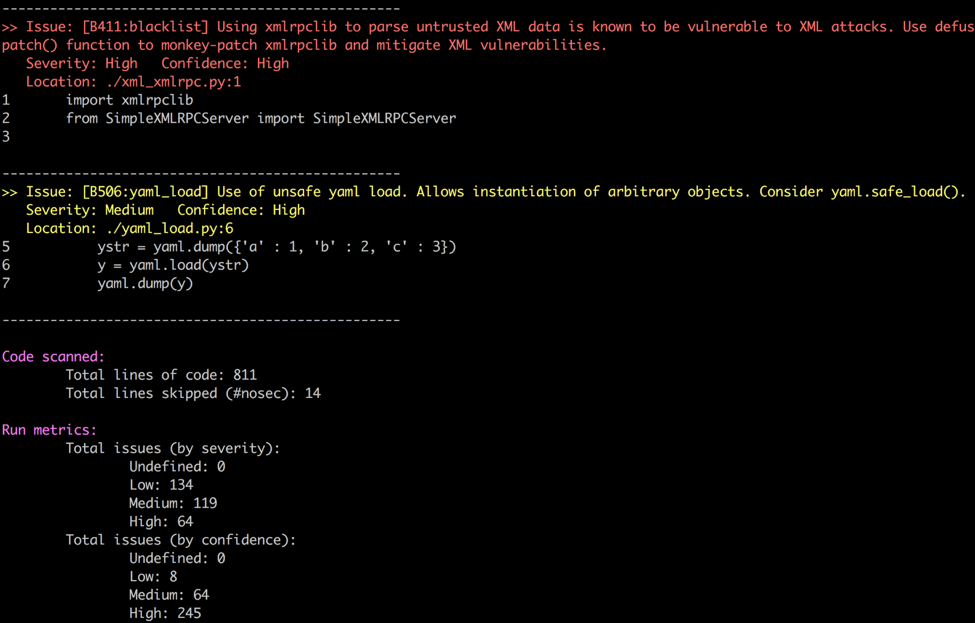 --------------------------------------------------
>> Issue: [B411:blacklist] Using xmlrpclib to parse untrusted XML data is known to be vulnerable to XML attacks. Use defus
patch() function to monkey-patch xmlrpclib and mitigate XML vulnerabilities.
   Severity: High   Confidence: High
   Location: ./xml_xmlrpc.py:1
1       import xmlrpclib
2       from SimpleXMLRPCServer import SimpleXMLRPCServer
3
--------------------------------------------------
>> Issue: [B506:yaml_load] Use of unsafe yaml load. Allows instantiation of arbitrary objects. Consider yaml.safe_load().
   Severity: Medium   Confidence: High
   Location: ./yaml_load.py:6
5           ystr = yaml.dump({'a' : 1, 'b' : 2, 'c' : 3})
6           y = yaml.load(ystr)
7           yaml.dump(y)
--------------------------------------------------
Code scanned:
        Total lines of code: 811
        Total lines skipped (#nosec): 14
Run metrics:
        Total issues (by severity):
                Undefined: 0
                Low: 134
                Medium: 119
                High: 64
        Total issues (by confidence):
                Undefined: 0
                Low: 8
                Medium: 64
                High: 245